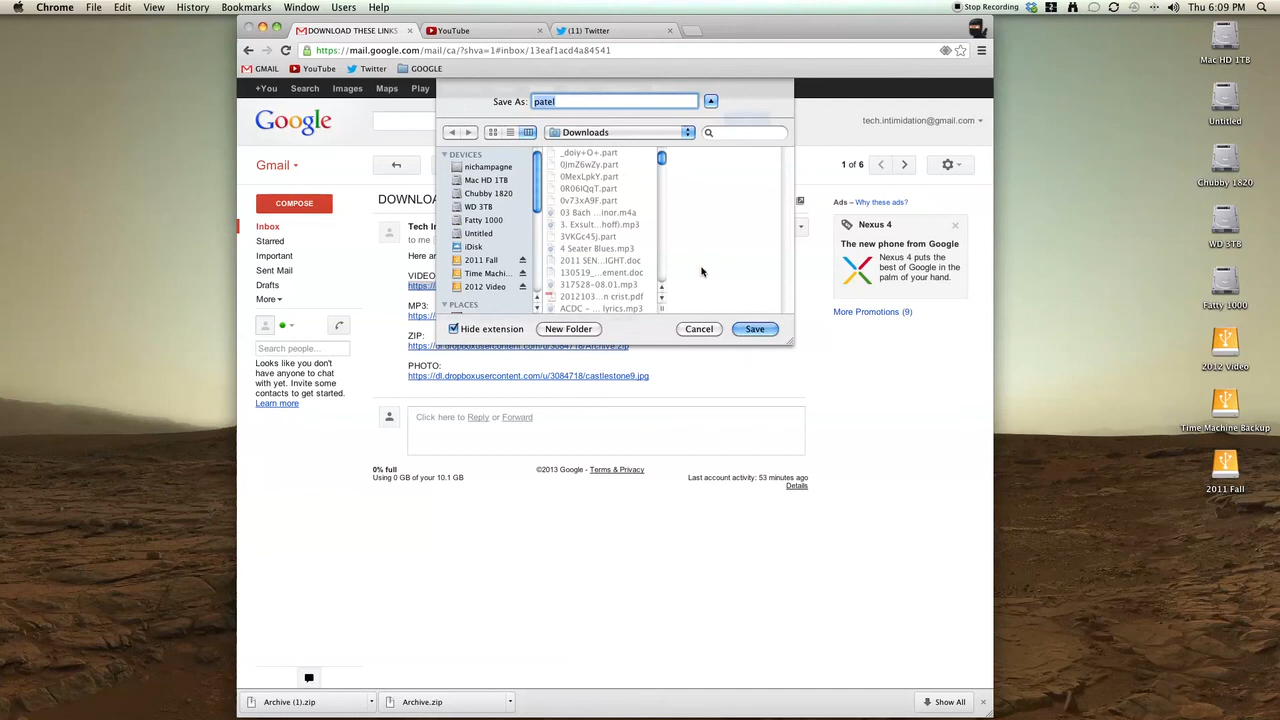 Chrome File Edit View History Bookmarks Window Users Help Stop Recording Thu 6:09 PM
DOWNLOAD THESE LINKS YouTube (11) Twitter
https://mail.google.com/mail/ca/?shva=1#inbox/13eaf1acd4a84541
GMAIL YouTube Twitter GOOGLE
+You Search Images Maps Play
Save As: patel
Google
tech.intimidation@gmail.com
Downloads
Gmail
1 of 6
COMPOSE
Inbox
Starred
Important
Sent Mail
Drafts
More
Search people...
Looks like you don't
have anyone to chat
with yet. Invite some
contacts to get started.
Learn more
DEVICES
nichampagne
Mac HD 1TB
Chubby 1820
WD 3TB
Fatty 1000
Untitled
iDisk
2011 Fall
Time Machi...
2012 Video
PLACES
_doiy+O+.part
0JmZ6wZy.part
0MexLpkY.part
0R06IQqT.part
0v73xA9F.part
03 Bach ...inor.m4a
3. Exsult...hoff).mp3
3VKGc45j.part
4 Seater Blues.mp3
2011 SEN...IGHT.doc
130519_...ement.doc
317528-08.01.mp3
2012103...n crist.pdf
ACDC - ... lyrics.mp3
Hide extension New Folder Cancel Save
DOWNLO
Tech In
to me
Here ar
VIDEO
MP3:
ZIP:
https://dl.dropboxusercontent.com/u/3084718/Archive.zip
PHOTO:
https://dl.dropboxusercontent.com/u/3084718/castlestone9.jpg
Click here to Reply or Forward
0% full
Using 0 GB of your 10.1 GB
©2013 Google - Terms & Privacy
Last account activity: 53 minutes ago
Details
Ads – Why these ads?
Nexus 4
The new phone from Google
Nexus 4 puts the
best of Google in the
palm of your hand.
More Promotions (9)
Mac HD 1TB
Untitled
Chubby 1820
WD 3TB
Fatty 1000
2012 Video
Time Machine Backup
2011 Fall
Archive (1).zip Archive.zip Show All